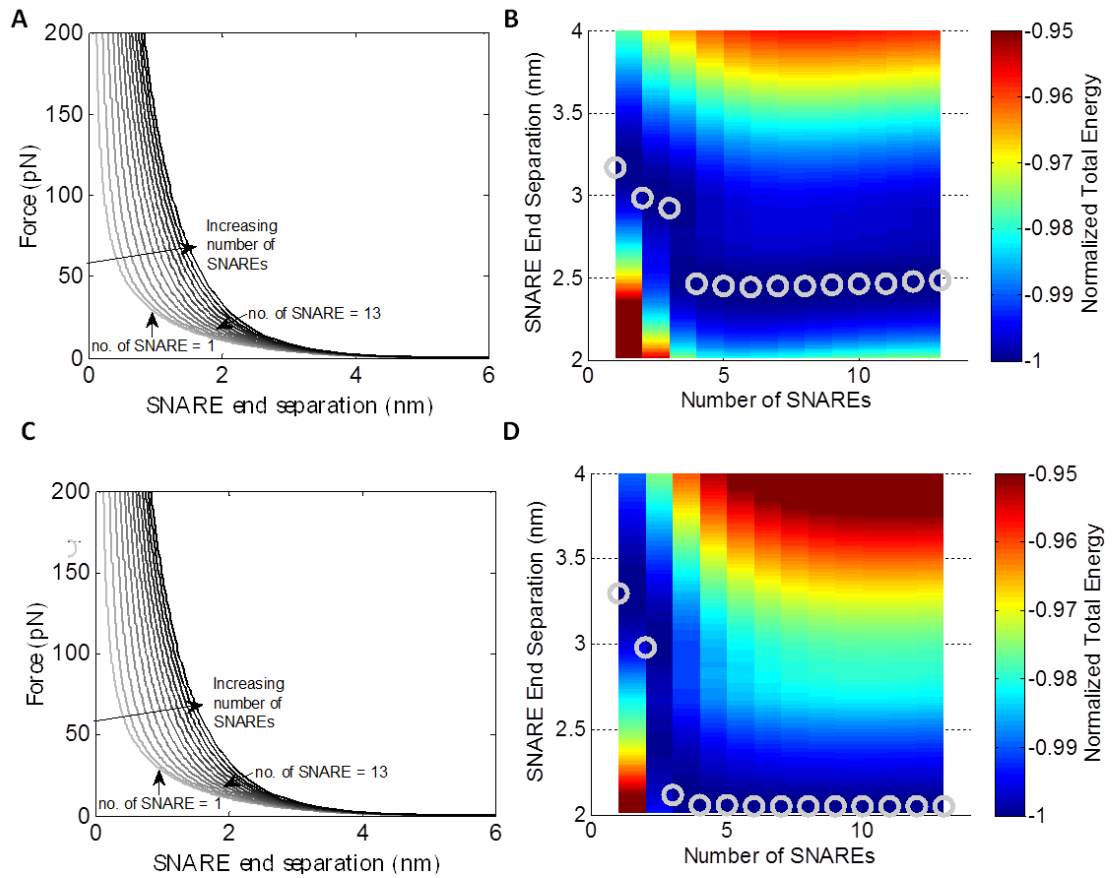 A
200
150
100
50
0
Force (pN)
Increasing
number of
SNAREs
no. of SNARE = 13
no. of SNARE = 1
0 2 4 6
SNARE end separation (nm)
B
4
3.5
3
2.5
2
SNARE End Separation (nm)
0 5 10
Number of SNAREs
-0.95
-0.96
-0.97
-0.98
-0.99
-1
Normalized Total Energy
C
200
150
100
50
0
Force (pN)
Increasing
number of
SNAREs
no. of SNARE = 13
no. of SNARE = 1
0 2 4 6
SNARE end separation (nm)
D
4
3.5
3
2.5
2
SNARE End Separation (nm)
0 5 10
Number of SNAREs
-0.95
-0.96
-0.97
-0.98
-0.99
-1
Normalized Total Energy